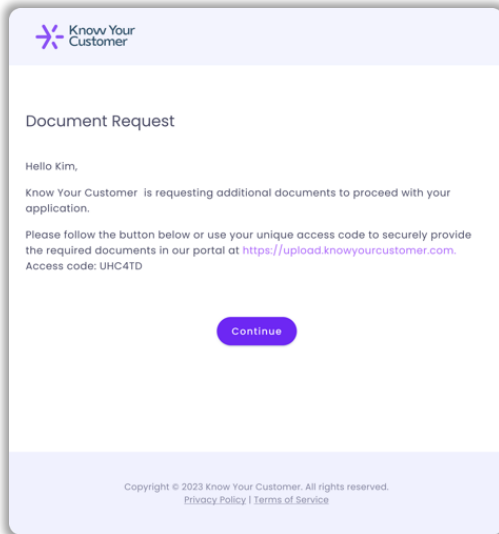 Know Your
Customer
Document Request
Hello Kim,
Know Your Customer is requesting additional documents to proceed with your
application.
Please follow the button below or use your unique access code to securely provide
the required documents in our portal at https://upload.knowyourcustomer.com.
Access code: UHC4TD
Continue
Copyright © 2023 Know Your Customer. All rights reserved.
Privacy Policy | Terms of Service